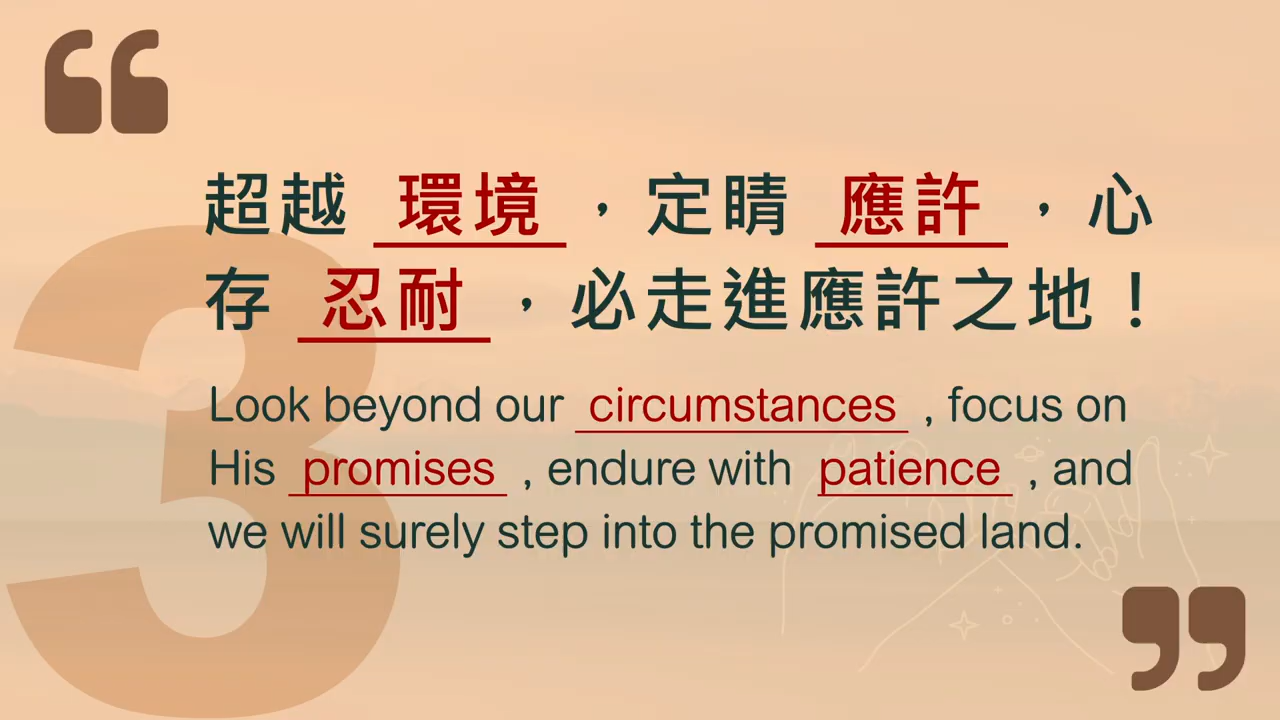 3
超越 環境 ，定睛 應許 ，心
存 忍耐 ，必走進應許之地！
Look beyond our circumstances , focus on
His promises , endure with patience , and
we will surely step into the promised land.